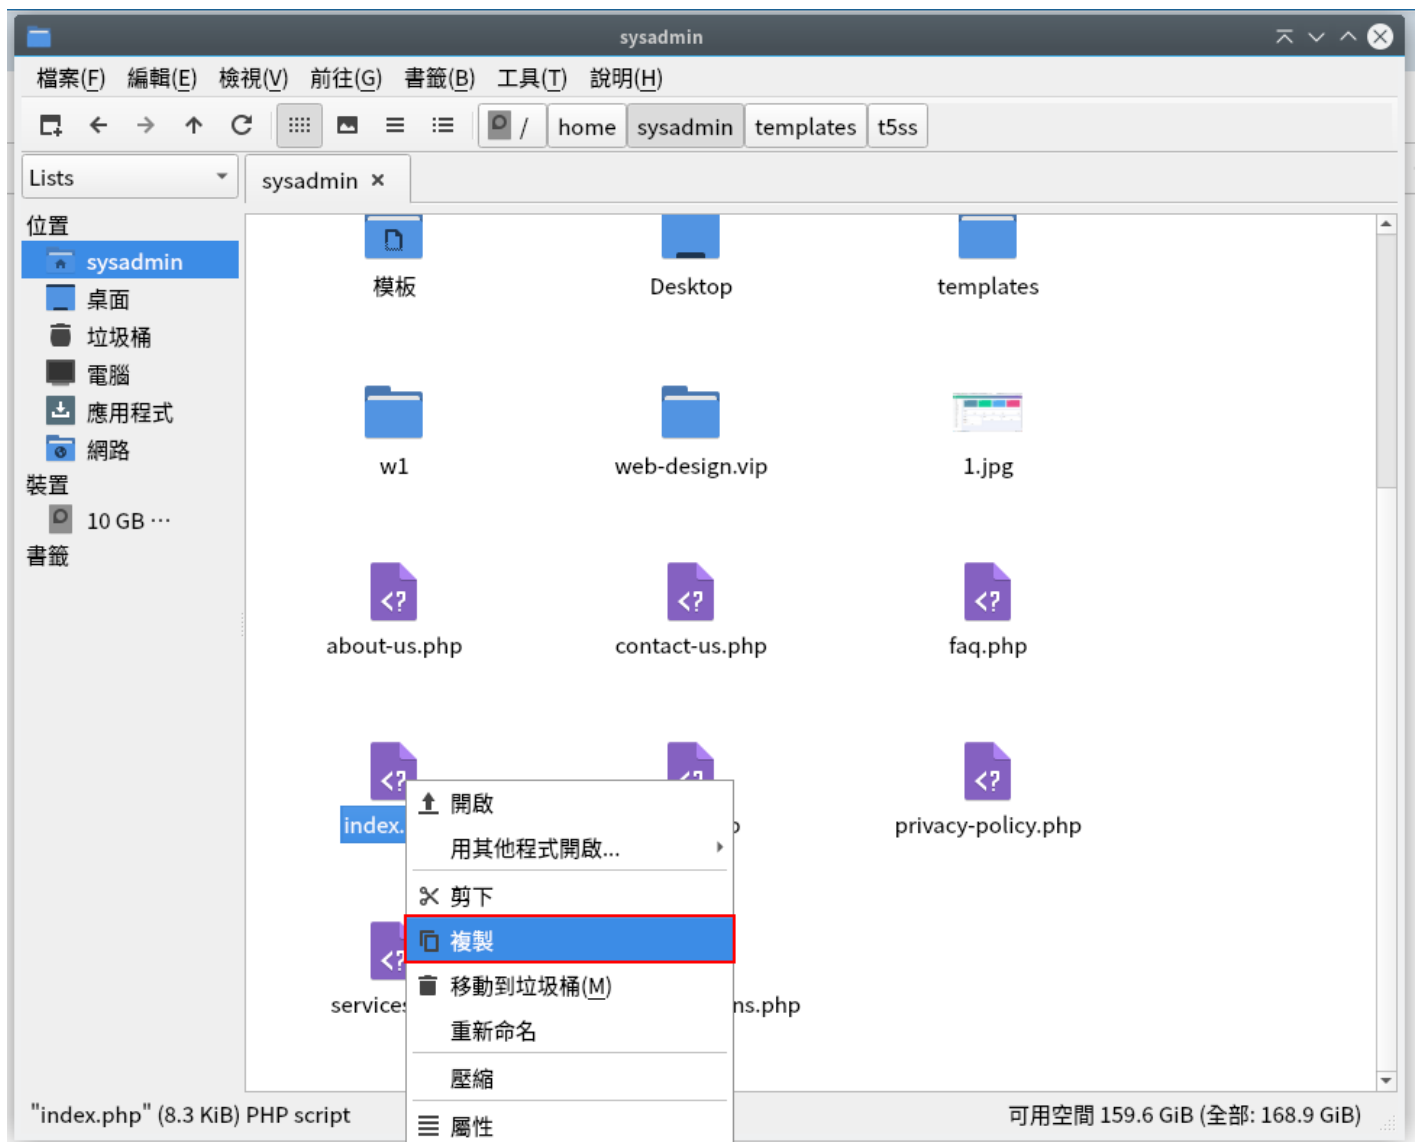 sysadmin
檔案(F) 編輯(E) 檢視(V) 前往(G) 書籤(B) 工具(T) 說明(H)
/ home sysadmin templates t5ss
Lists
sysadmin
位置
sysadmin
桌面
垃圾桶
電腦
應用程式
網路
裝置
10 GB …
書籤
模板 Desktop templates
w1 web-design.vip 1.jpg
about-us.php contact-us.php faq.php
index. privacy-policy.php
開啟
用其他程式開啟...
剪下
複製
移動到垃圾桶(M)
services ns.php
重新命名
壓縮
屬性
"index.php" (8.3 KiB) PHP script
可用空間 159.6 GiB (全部: 168.9 GiB)